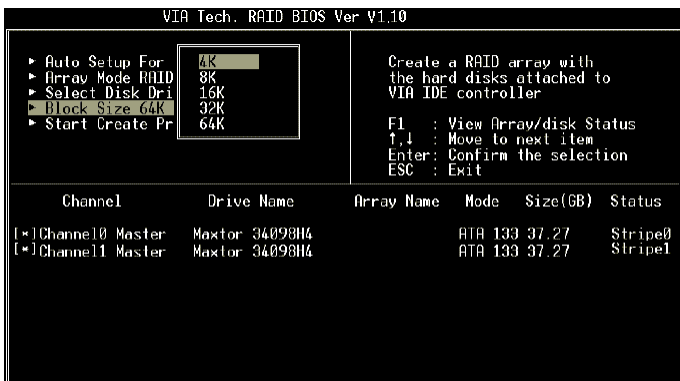 VIA Tech. RAID BIOS Ver V1.10
► Auto Setup For
► Array Mode RAID
► Select Disk Dri
► Block Size 64K
► Start Create Pr
4K
8K
16K
32K
64K
Create a RAID array with
the hard disks attached to
VIA IDE controller
F1 : View Array/disk Status
↑,↓ : Move to next item
Enter: Confirm the selection
ESC : Exit
Channel Drive Name Array Name Mode Size(GB) Status
[*]Channel0 Master Maxtor 34098H4 ATA 133 37.27 Stripe0
[*]Channel1 Master Maxtor 34098H4 ATA 133 37.27 Stripe1